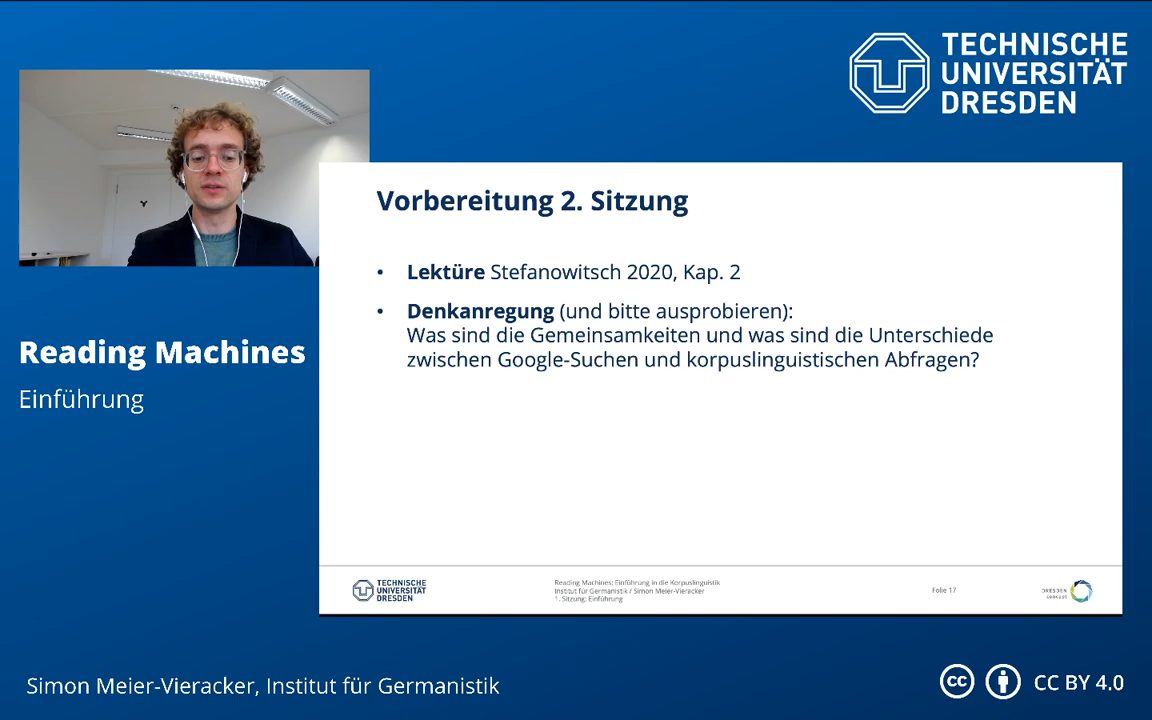 TECHNISCHE
UNIVERSITÄT
DRESDEN
Reading Machines
Einführung
Vorbereitung 2. Sitzung
• Lektüre Stefanowitsch 2020, Kap. 2
• Denkanregung (und bitte ausprobieren):
Was sind die Gemeinsamkeiten und was sind die Unterschiede
zwischen Google-Suchen und korpuslinguistischen Abfragen?
TECHNISCHE
UNIVERSITÄT
DRESDEN
Reading Machines: Einführung in die Korpuslinguistik
Institut für Germanistik / Simon Meier-Vieracker
1. Sitzung: Einführung
Folie 17
DRESDEN
concept
Simon Meier-Vieracker, Institut für Germanistik
cc
CC BY 4.0